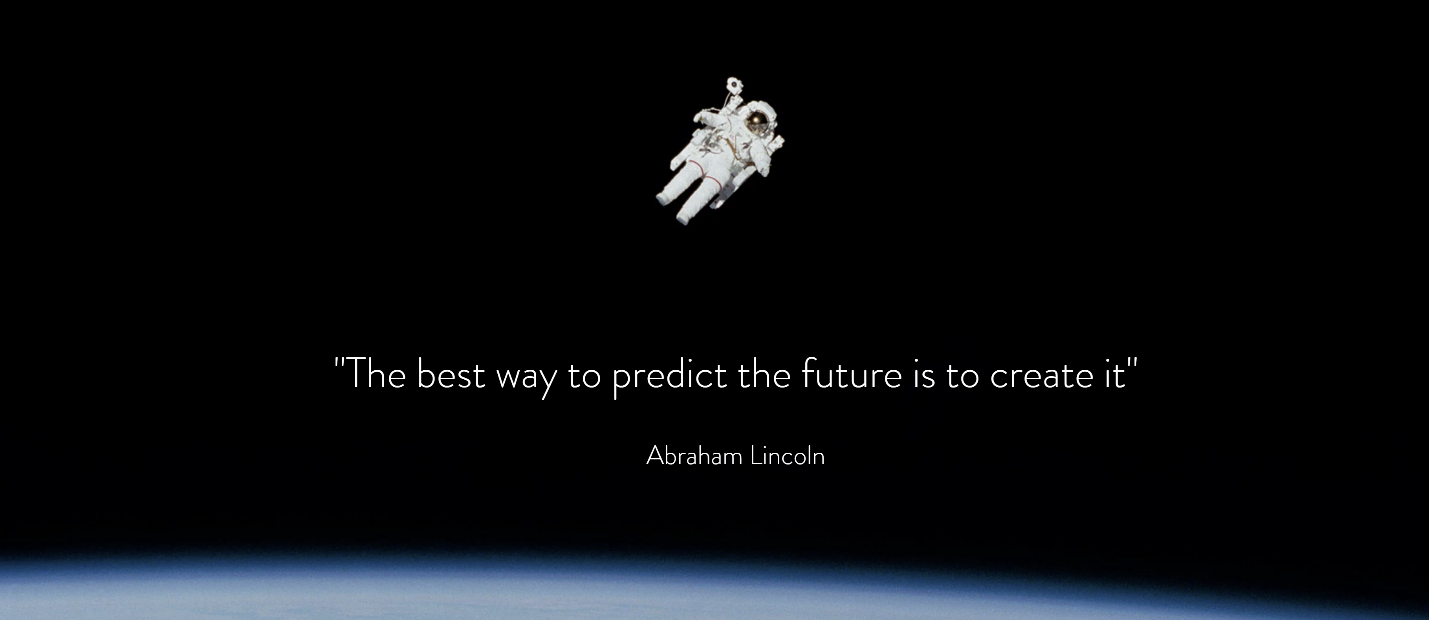 "The best way to predict the future is to create it"
Abraham Lincoln